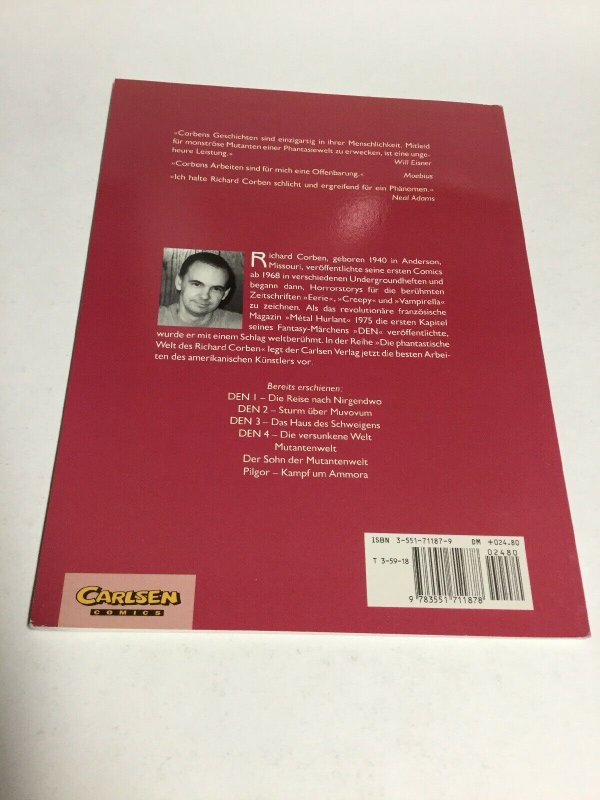 »Corbens Geschichten sind einzigartig in ihrer Menschlichkeit. Mitleid
für monströse Mutanten einer Phantasiewelt zu erwecken, ist eine unge-
heure Leistung.« Will Eisner
»Corbens Arbeiten sind für mich eine Offenbarung.« Moebius
»Ich halte Richard Corben schlicht und ergreifend für ein Phänomen.«
Neal Adams
Richard Corben, geboren 1940 in Anderson,
Missouri, veröffentlichte seine ersten Comics
ab 1968 in verschiedenen Undergroundheften und
begann dann, Horrorstorys für die berühmten
Zeitschriften »Eerie«, »Creepy« und »Vampirella«
zu zeichnen. Als das revolutionäre französische
Magazin »Métal Hurlant« 1975 die ersten Kapitel
seines Fantasy-Märchens »DEN« veröffentlichte,
wurde er mit einem Schlag weltberühmt. In der Reihe »Die phantastische
Welt des Richard Corben« legt der Carlsen Verlag jetzt die besten Arbei-
ten des amerikanischen Künstlers vor.
Bereits erschienen:
DEN 1 – Die Reise nach Nirgendwo
DEN 2 – Sturm über Muvovum
DEN 3 – Das Haus des Schweigens
DEN 4 – Die versunkene Welt
Mutantenwelt
Der Sohn der Mutantenwelt
Pilgor – Kampf um Ammora
ISBN 3-551-71187-9 DM +024.80
T 3-59-18 02480
9 783551 711878
CARLSEN
COMICS